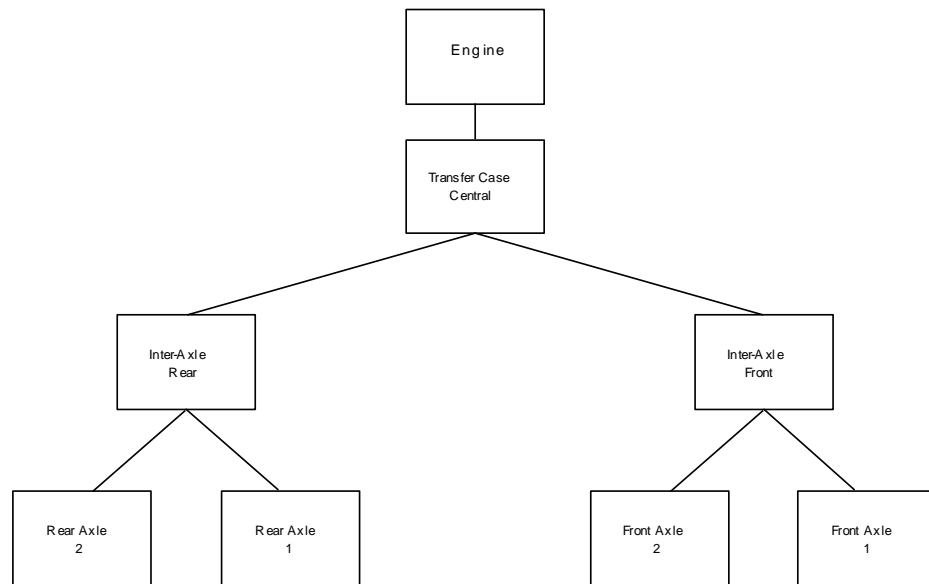 Engine
Transfer Case
Central
Inter-Axle
Rear
Inter-Axle
Front
Rear Axle
2
Rear Axle
1
Front Axle
2
Front Axle
1